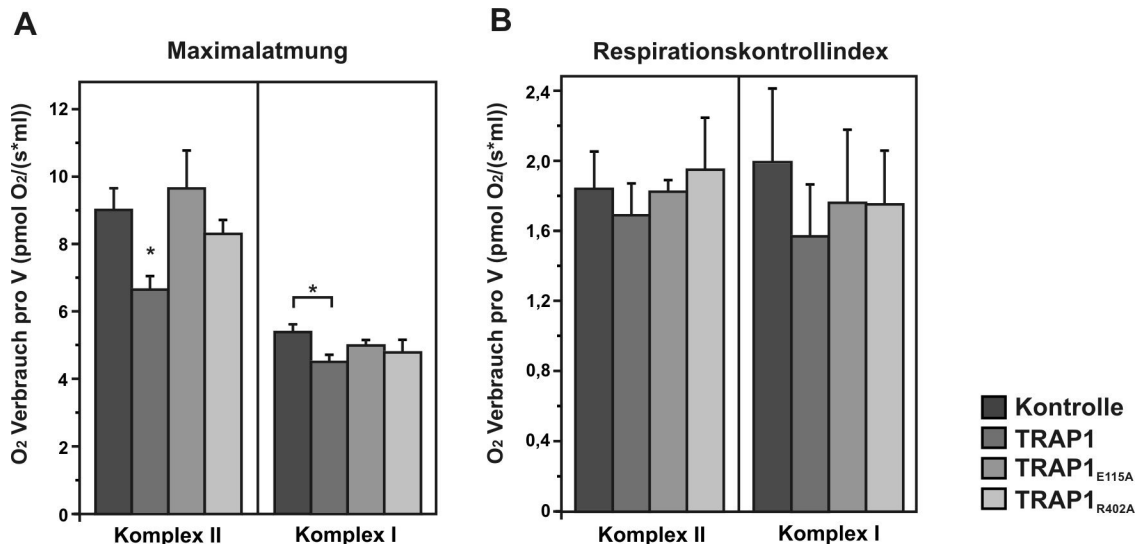 A
Maximalatmung
O2 Verbrauch pro V (pmol O2/(s*ml))
12
10
8
6
4
2
0
*
*
Komplex II
Komplex I
B
Respirationskontrollindex
O2 Verbrauch pro V (pmol O2/(s*ml))
2,4
2,0
1,6
1,2
0,8
0,4
0
Komplex II
Komplex I
Kontrolle
TRAP1
TRAP1E115A
TRAP1R402A